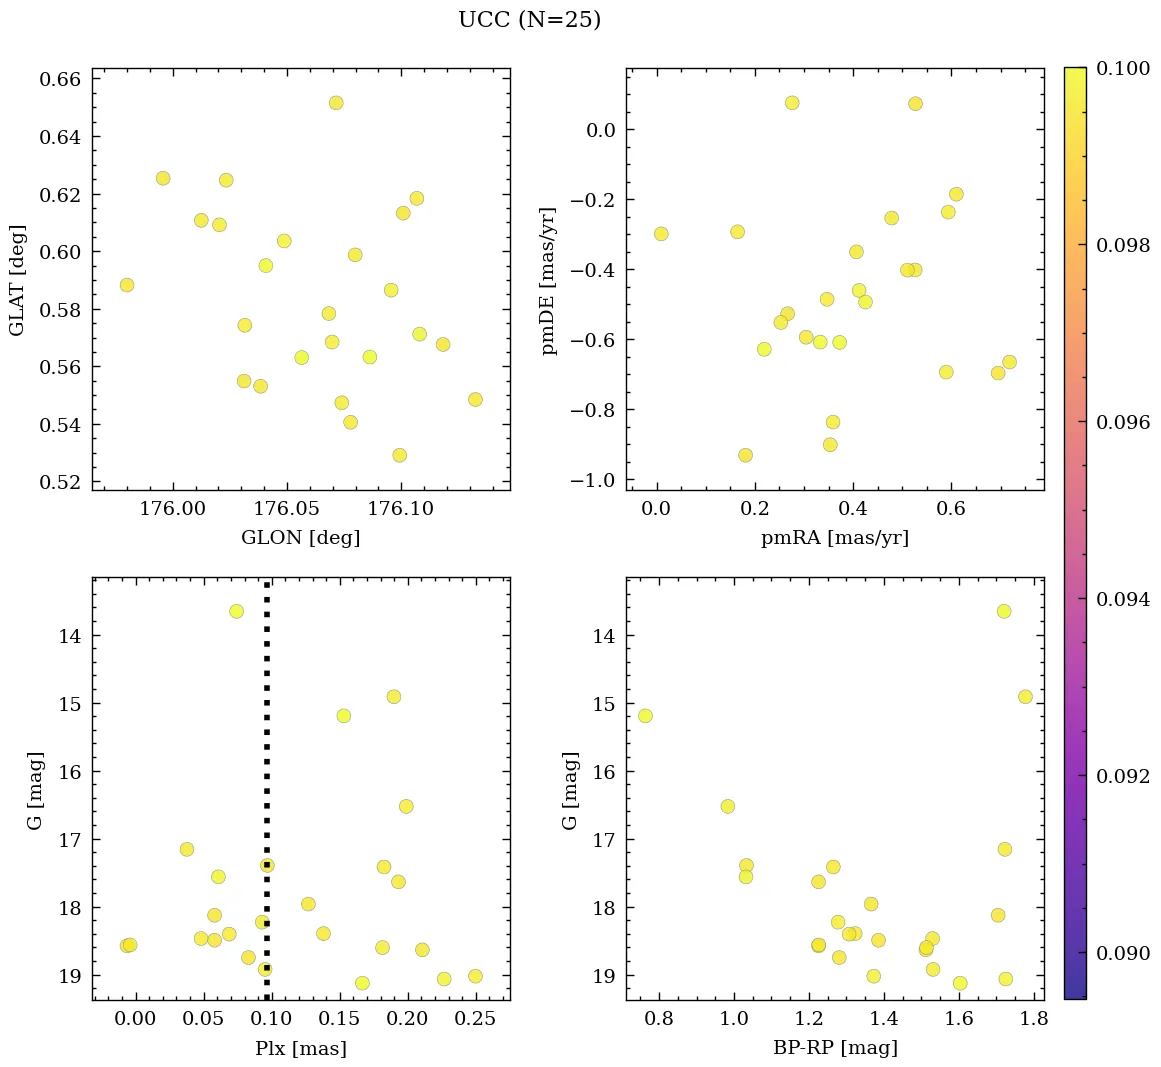 UCC (N=25)
0.66
0.64
0.62
0.60
0.58
0.56
0.54
0.52
GLAT [deg]
176.00 176.05 176.10
GLON [deg]
0.0
−0.2
−0.4
−0.6
−0.8
−1.0
pmDE [mas/yr]
0.0 0.2 0.4 0.6
pmRA [mas/yr]
14
15
16
17
18
19
G [mag]
0.00 0.05 0.10 0.15 0.20 0.25
Plx [mas]
14
15
16
17
18
19
G [mag]
0.8 1.0 1.2 1.4 1.6 1.8
BP-RP [mag]
0.100
0.098
0.096
0.094
0.092
0.090